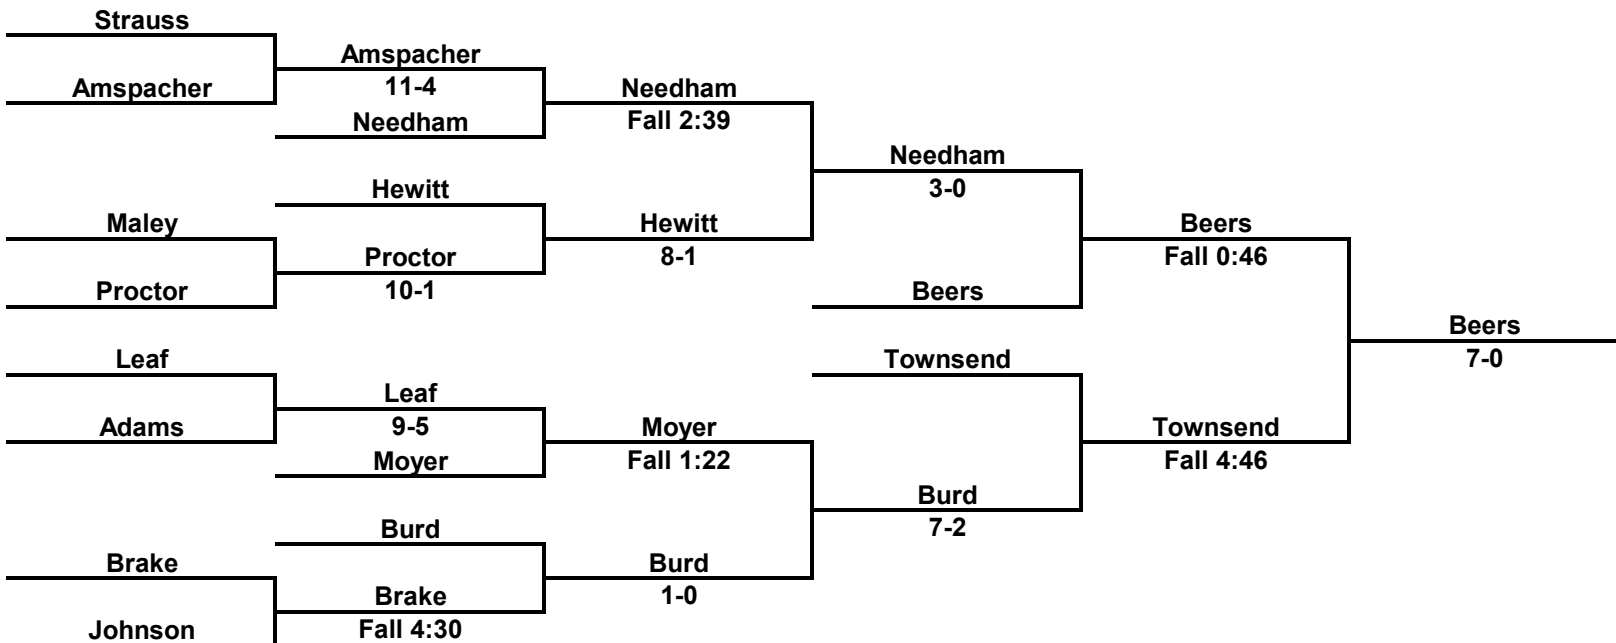 Strauss
Amspacher
Amspacher
11-4
Needham
Needham
Fall 2:39
Hewitt
Maley
Proctor
Proctor
10-1
Hewitt
8-1
Needham
3-0
Beers
Beers
Fall 0:46
Beers
7-0
Leaf
Adams
Leaf
9-5
Moyer
Moyer
Fall 1:22
Townsend
Townsend
Fall 4:46
Burd
7-2
Burd
Brake
Johnson
Brake
Fall 4:30
Burd
1-0